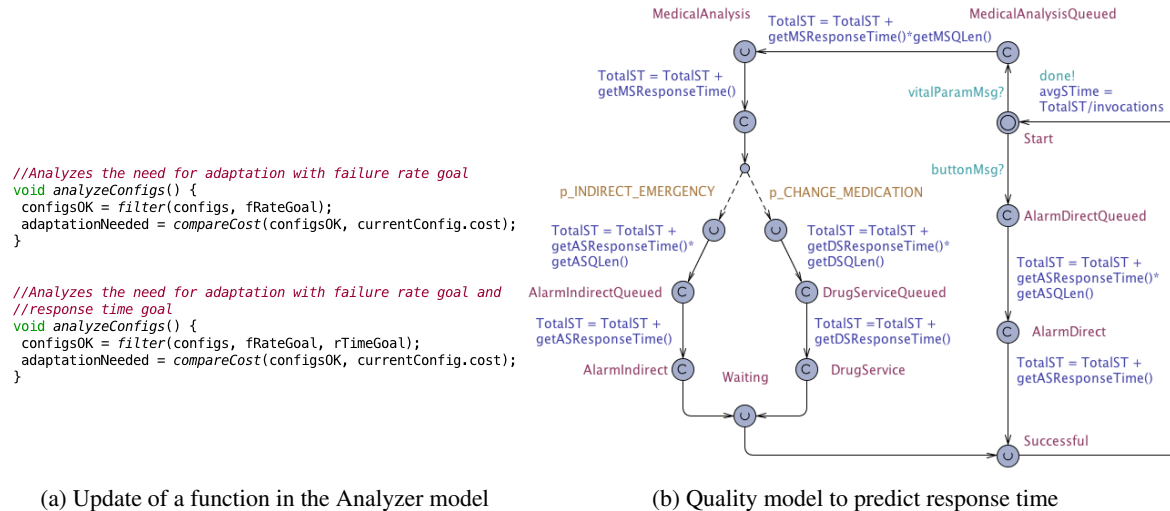 //Analyzes the need for adaptation with failure rate goal
void analyzeConfigs() {
configsOK = filter(configs, fRateGoal);
adaptationNeeded = compareCost(configsOK, currentConfig.cost);
}
//Analyzes the need for adaptation with failure rate goal and
//response time goal
void analyzeConfigs() {
configsOK = filter(configs, fRateGoal, rTimeGoal);
adaptationNeeded = compareCost(configsOK, currentConfig.cost);
}
(a) Update of a function in the Analyzer model
MedicalAnalysis
TotalST = TotalST +
getMSResponseTime()*getMSQLen()
MedicalAnalysisQueued
C
TotalST = TotalST +
getMSResponseTime()
C
vitalParamMsg?
done!
avgSTime =
TotalST/invocations
Start
buttonMsg?
p_INDIRECT_EMERGENCY
p_CHANGE_MEDICATION
C
AlarmDirectQueued
TotalST = TotalST +
getASResponseTime()*
getASQLen()
TotalST =TotalST +
getDSResponseTime()*
getDSQLen()
TotalST = TotalST +
getASResponseTime()*
getASQLen()
AlarmIndirectQueued
C
C
DrugServiceQueued
TotalST = TotalST +
getASResponseTime()
TotalST =TotalST +
getDSResponseTime()
C
AlarmDirect
TotalST = TotalST +
getASResponseTime()
AlarmIndirect
C
Waiting
C
DrugService
Successful
(b) Quality model to predict response time